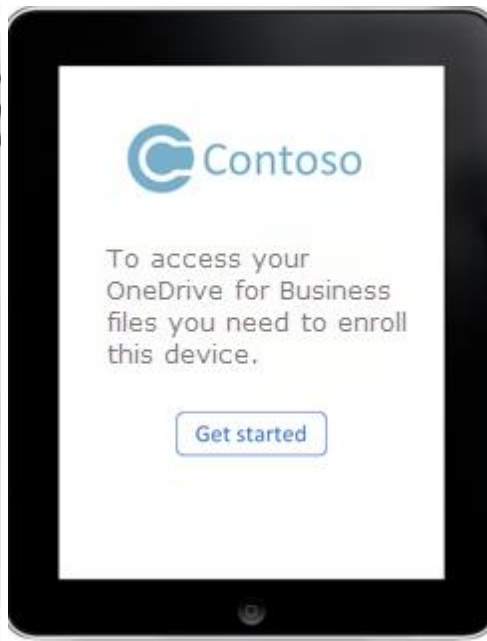 Contoso
To access your
OneDrive for Business
files you need to enroll
this device.
Get started